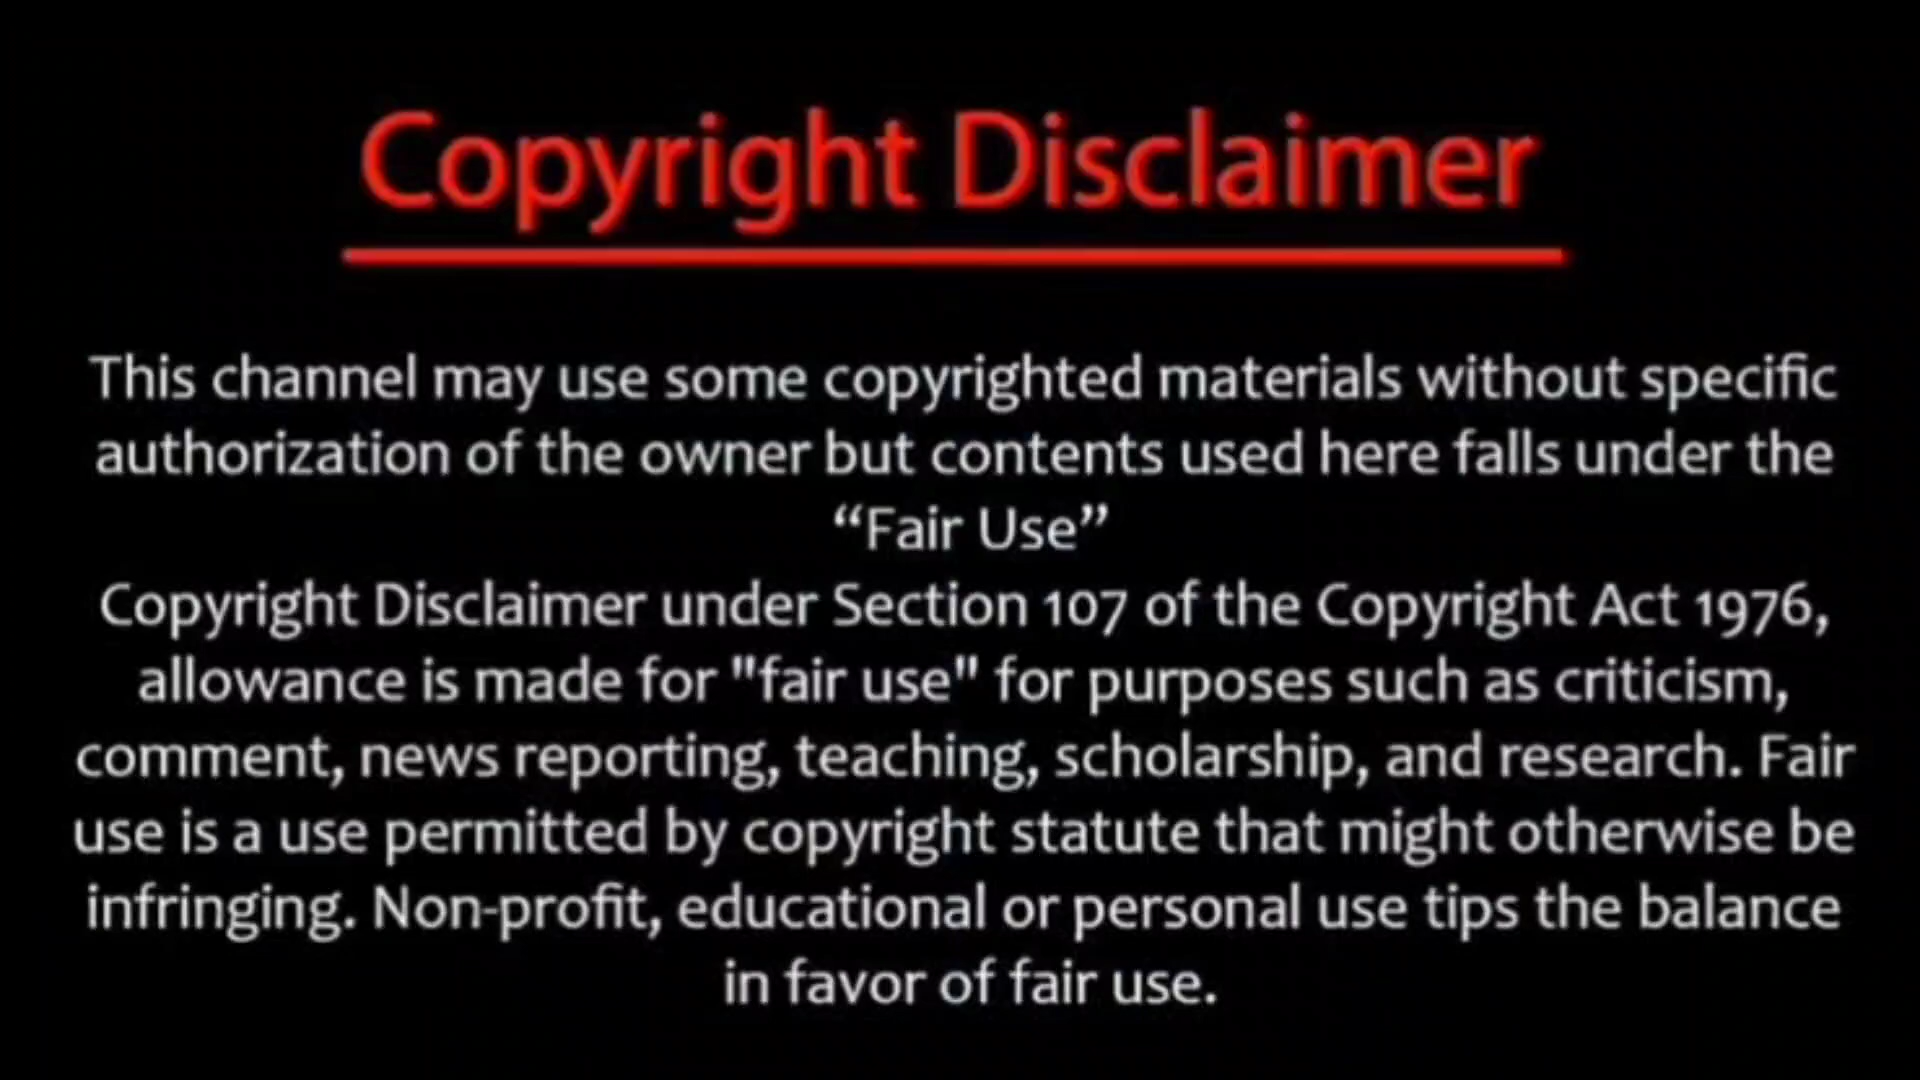 Copyright Disclaimer
This channel may use some copyrighted materials without specific
authorization of the owner but contents used here falls under the
“Fair Use”
Copyright Disclaimer under Section 107 of the Copyright Act 1976,
allowance is made for "fair use" for purposes such as criticism,
comment, news reporting, teaching, scholarship, and research. Fair
use is a use permitted by copyright statute that might otherwise be
infringing. Non-profit, educational or personal use tips the balance
in favor of fair use.